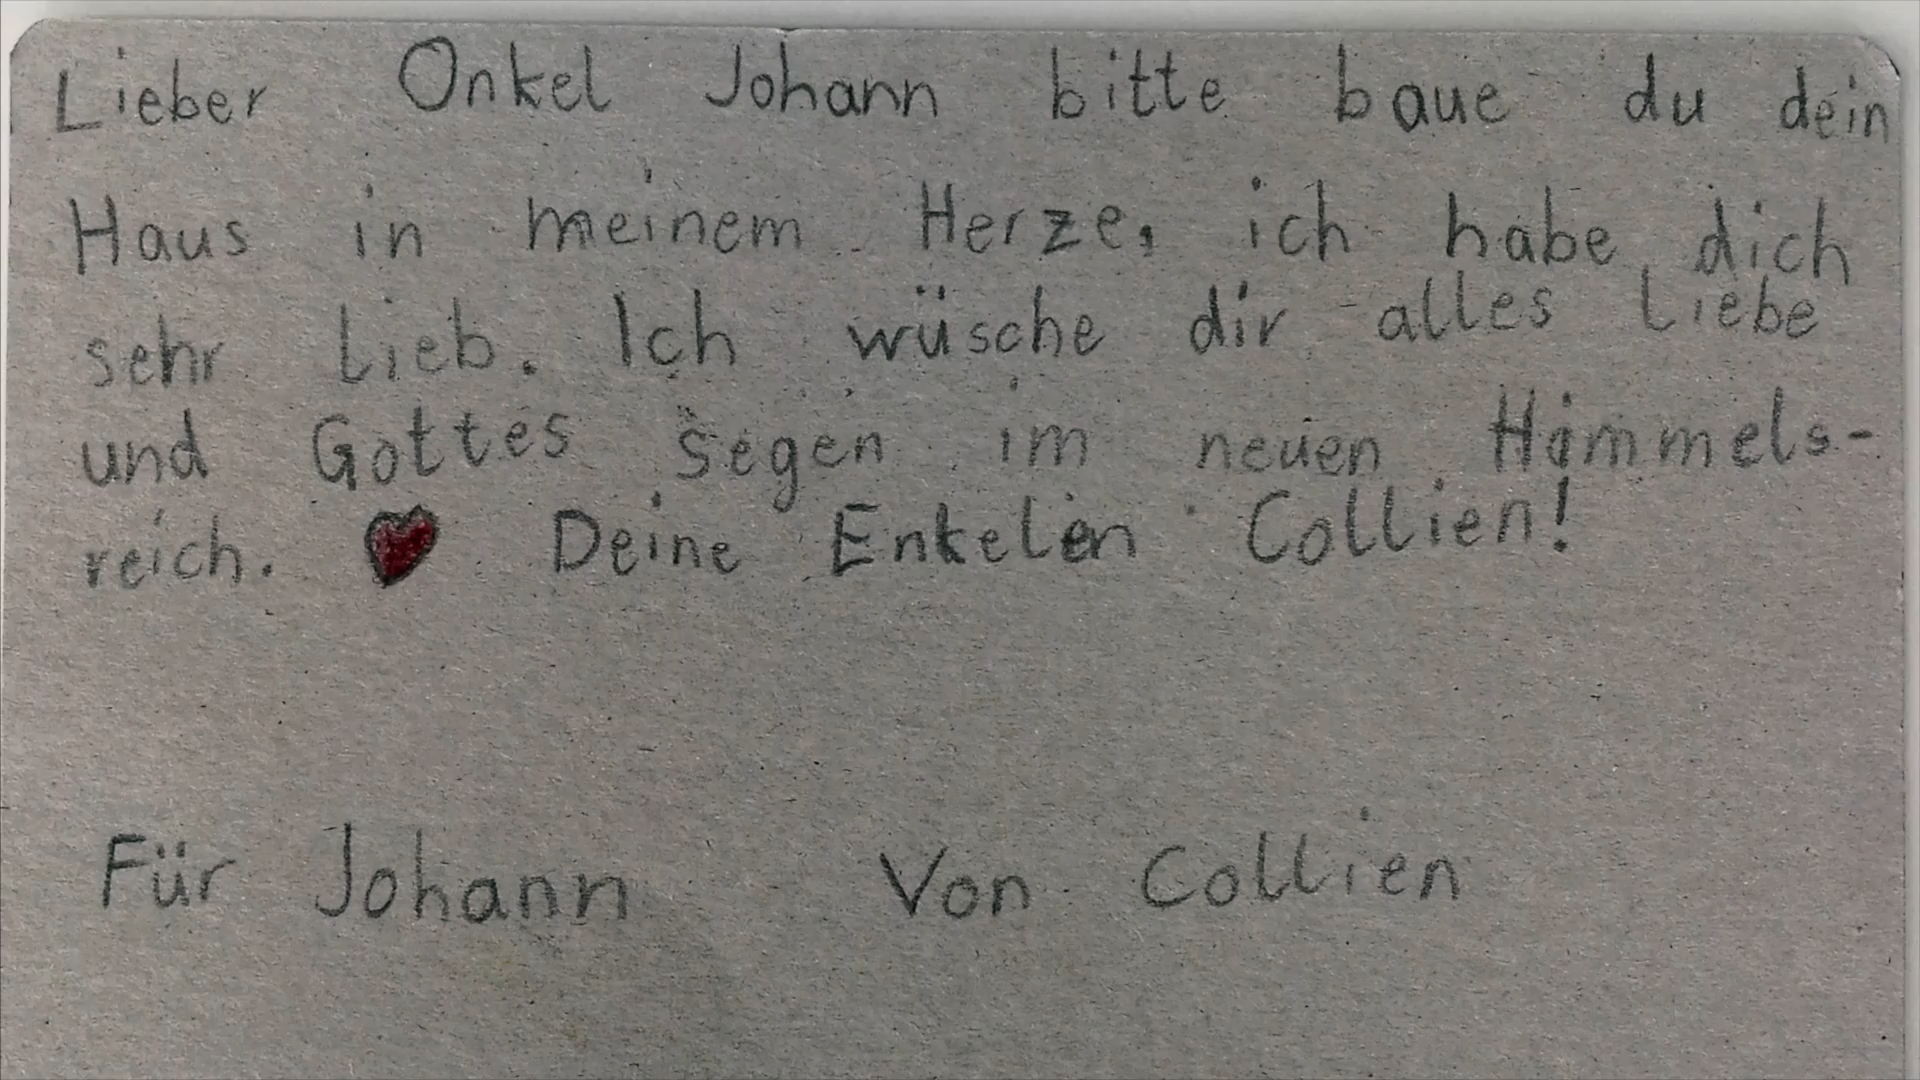 Lieber Onkel Johann bitte baue du dein
Haus in meinem Herze, ich habe dich
sehr Lieb. Ich wüsche dir alles Liebe
und Gottes segen im neuen Himmels-
reich. Deine Enkelin Collien!
Für Johann Von Collien